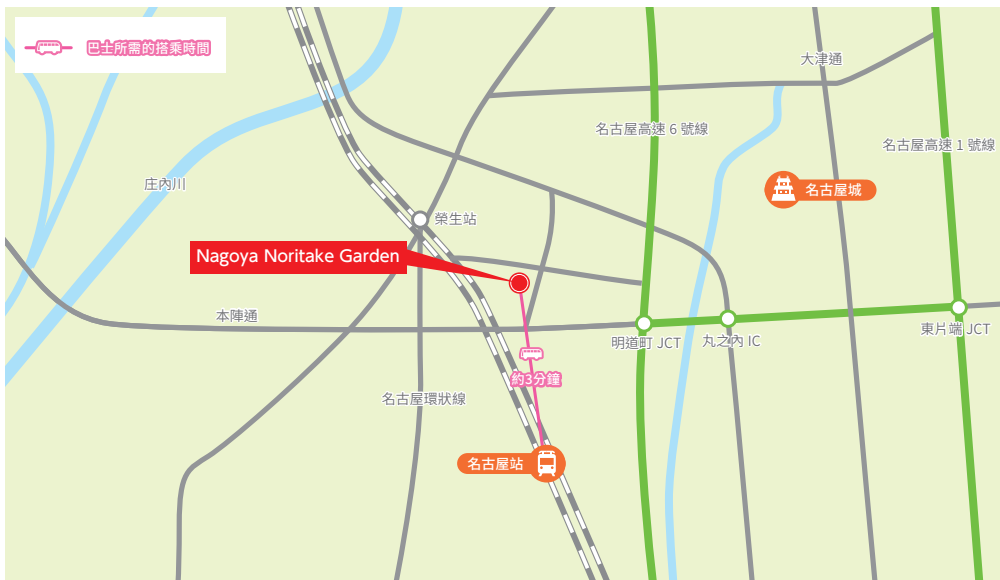 巴士所需的搭乘時間
大津通
名古屋高速 6 號線
名古屋高速 1 號線
庄內川
名古屋城
榮生站
Nagoya Noritake Garden
本陣通
東片端 JCT
明道町 JCT
丸之內 IC
約3分鐘
名古屋環狀線
名古屋站